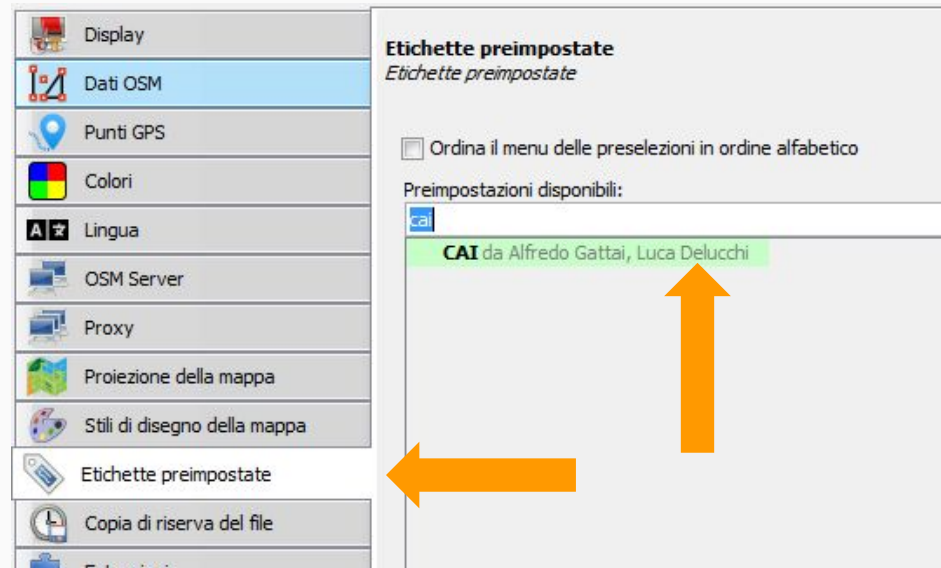 Display
Dati OSM
Punti GPS
Colori
Lingua
OSM Server
Proxy
Proiezione della mappa
Stili di disegno della mappa
Etichette preimpostate
Copia di riserva del file
Etichette preimpostate
Etichette preimpostate
Ordina il menu delle preselezioni in ordine alfabetico
Preimpostazioni disponibili:
cai
CAI da Alfredo Gattai, Luca Delucchi